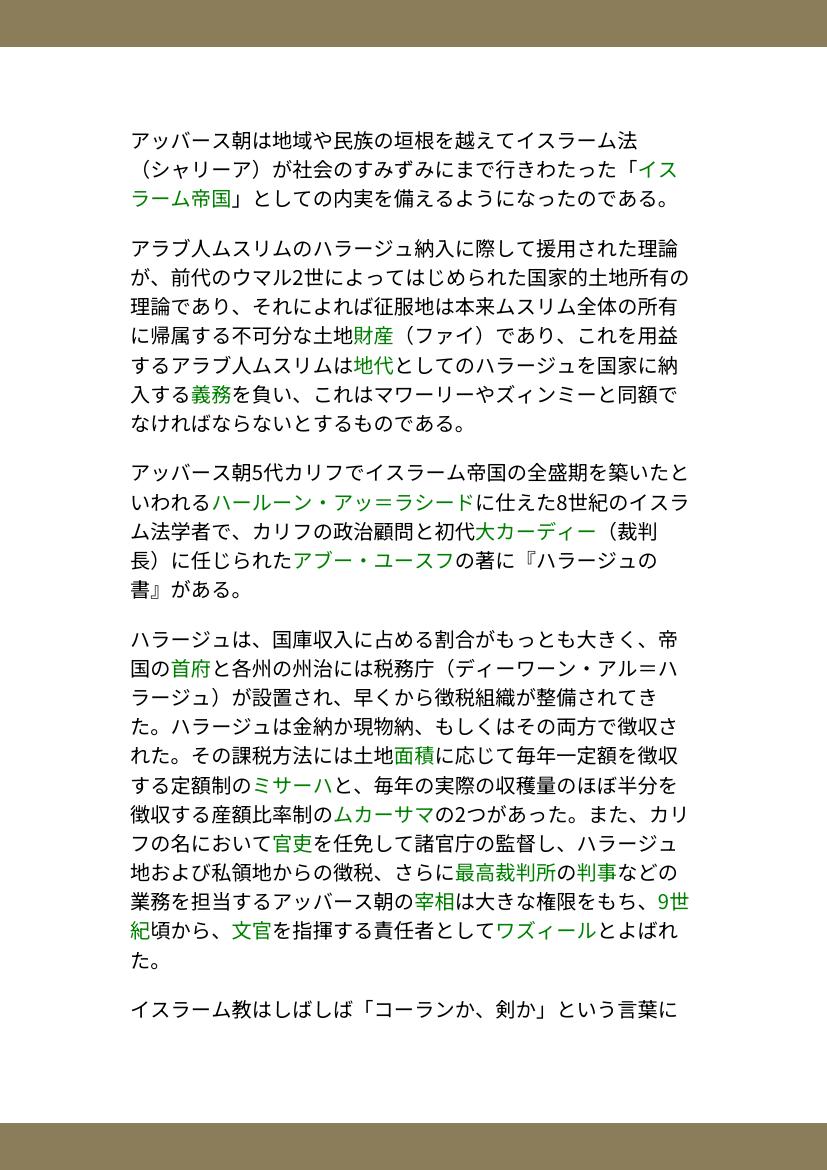 アッバース朝は地域や民族の垣根を越えてイスラーム法
（シャリーア）が社会のすみずみにまで行きわたった「イス
ラーム帝国」としての内実を備えるようになったのである。
アラブ人ムスリムのハラージュ納入に際して援用された理論
が、前代のウマル2世によってはじめられた国家的土地所有の
理論であり、それによれば征服地は本来ムスリム全体の所有
に帰属する不可分な土地財産（ファイ）であり、これを用益
するアラブ人ムスリムは地代としてのハラージュを国家に納
入する義務を負い、これはマワーリーやズィンミーと同額で
なければならないとするものである。
アッバース朝5代カリフでイスラーム帝国の全盛期を築いたと
いわれるハールーン・アッ＝ラシードに仕えた8世紀のイスラ
ム法学者で、カリフの政治顧問と初代大カーディー（裁判
長）に任じられたアブー・ユースフの著に『ハラージュの
書』がある。
ハラージュは、国庫収入に占める割合がもっとも大きく、帝
国の首府と各州の州治には税務庁（ディーワーン・アル＝ハ
ラージュ）が設置され、早くから徴税組織が整備されてき
た。ハラージュは金納か現物納、もしくはその両方で徴収さ
れた。その課税方法には土地面積に応じて毎年一定額を徴収
する定額制のミサーハと、毎年の実際の収穫量のほぼ半分を
徴収する産額比率制のムカーサマの2つがあった。また、カリ
フの名において官吏を任免して諸官庁の監督し、ハラージュ
地および私領地からの徴税、さらに最高裁判所の判事などの
業務を担当するアッバース朝の宰相は大きな権限をもち、9世
紀頃から、文官を指揮する責任者としてワズィールとよばれ
た。
イスラーム教はしばしば「コーランか、剣か」という言葉に